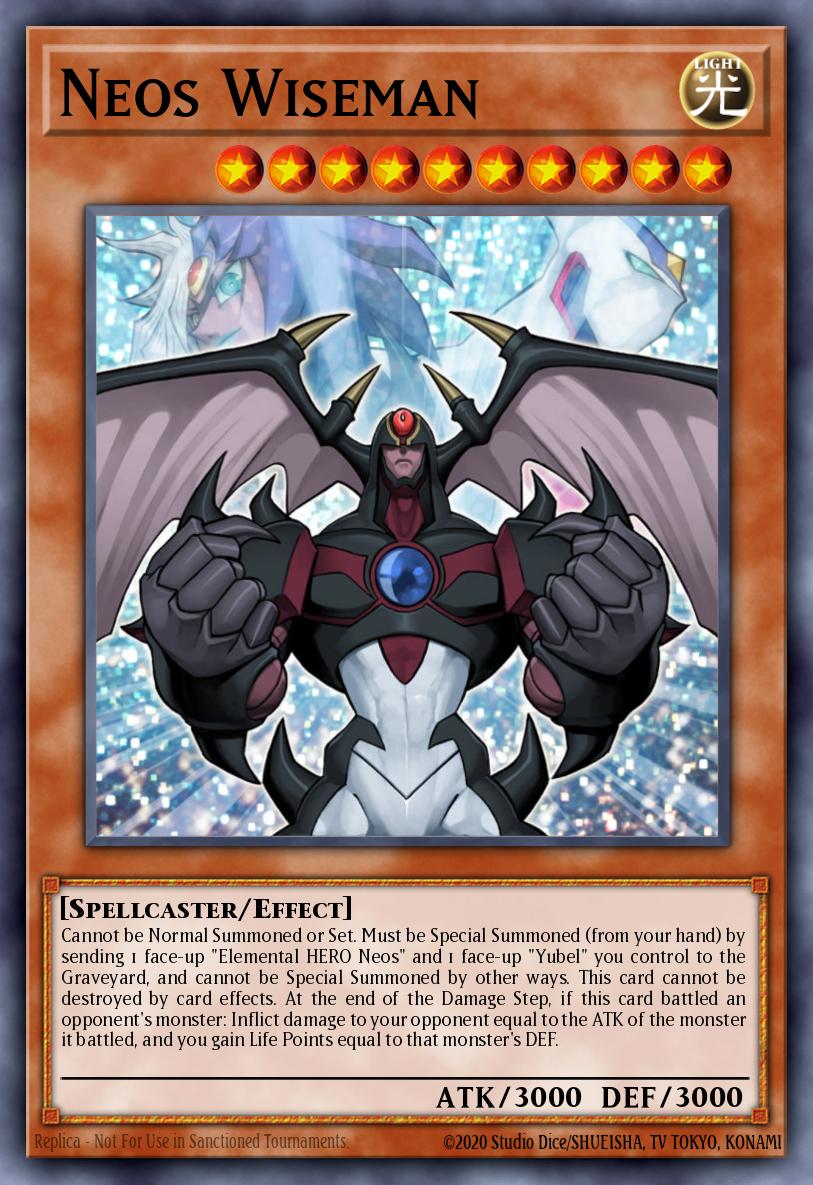 Neos Wiseman
LIGHT
光
[Spellcaster/Effect]
Cannot be Normal Summoned or Set. Must be Special Summoned (from your hand) by
sending 1 face-up "Elemental HERO Neos" and 1 face-up "Yubel" you control to the
Graveyard, and cannot be Special Summoned by other ways. This card cannot be
destroyed by card effects. At the end of the Damage Step, if this card battled an
opponent's monster: Inflict damage to your opponent equal to the ATK of the monster
it battled, and you gain Life Points equal to that monster's DEF.
ATK/3000 DEF/3000
Replica - Not For Use in Sanctioned Tournaments.
©2020 Studio Dice/SHUEISHA, TV TOKYO, KONAMI